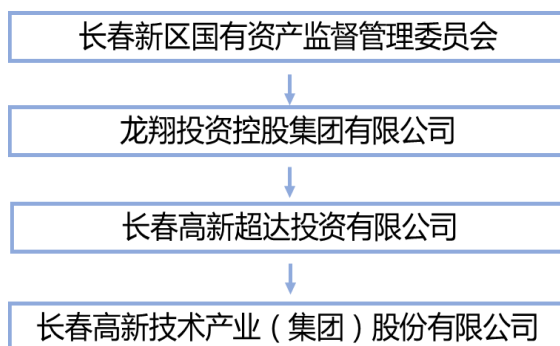 长春新区国有资产监督管理委员会
龙翔投资控股集团有限公司
长春高新超达投资有限公司
长春高新技术产业（集团）股份有限公司